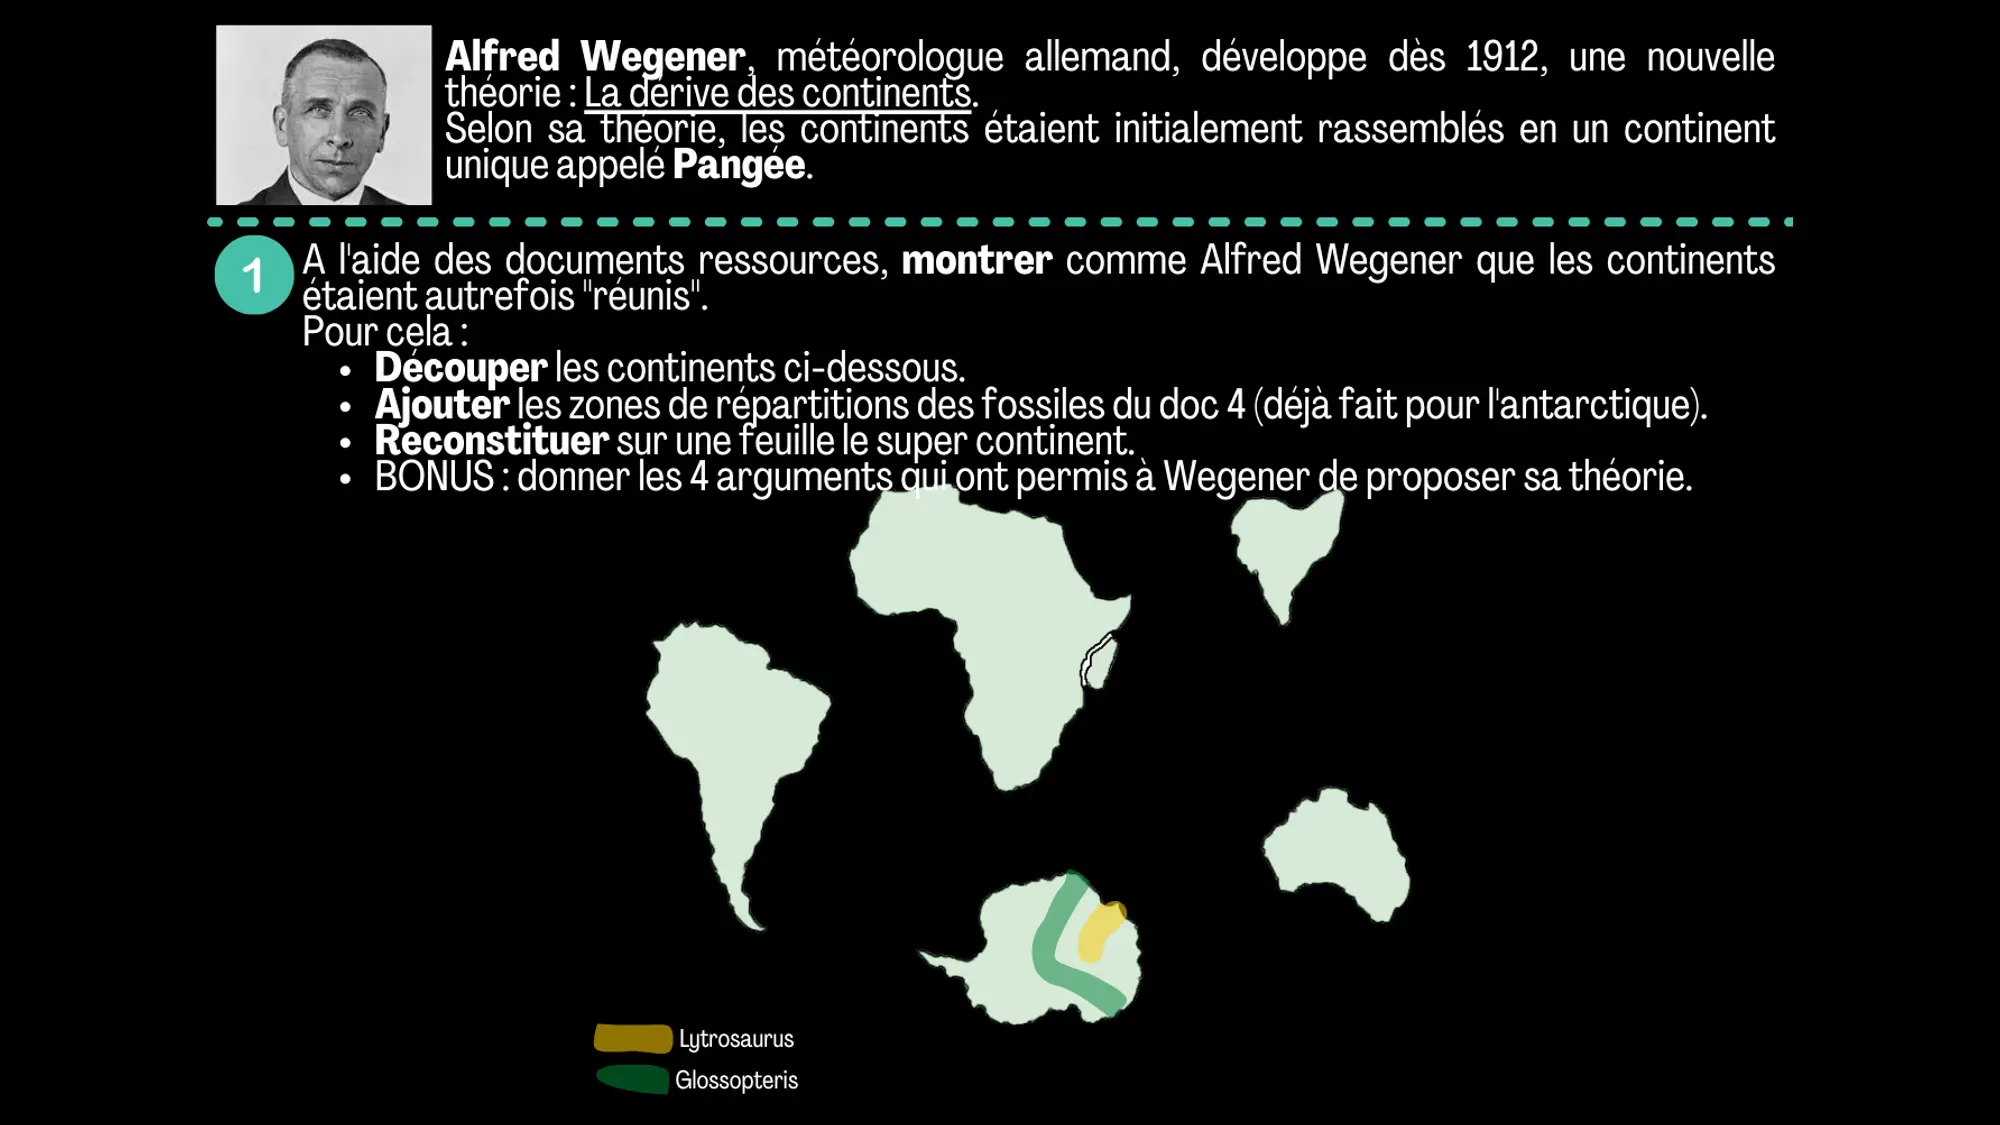 Alfred Wegener, météorologue allemand, développe dès 1912, une nouvelle
théorie : La dérive des continents.
Selon sa théorie, les continents étaient initialement rassemblés en un continent
unique appelé Pangée.
1
A l'aide des documents ressources, montrer comme Alfred Wegener que les continents
étaient autrefois "réunis".
Pour cela :
• Découper les continents ci-dessous.
• Ajouter les zones de répartitions des fossiles du doc 4 (déjà fait pour l'antarctique).
• Reconstituer sur une feuille le super continent.
• BONUS : donner les 4 arguments qui ont permis à Wegener de proposer sa théorie.
Lytrosaurus
Glossopteris